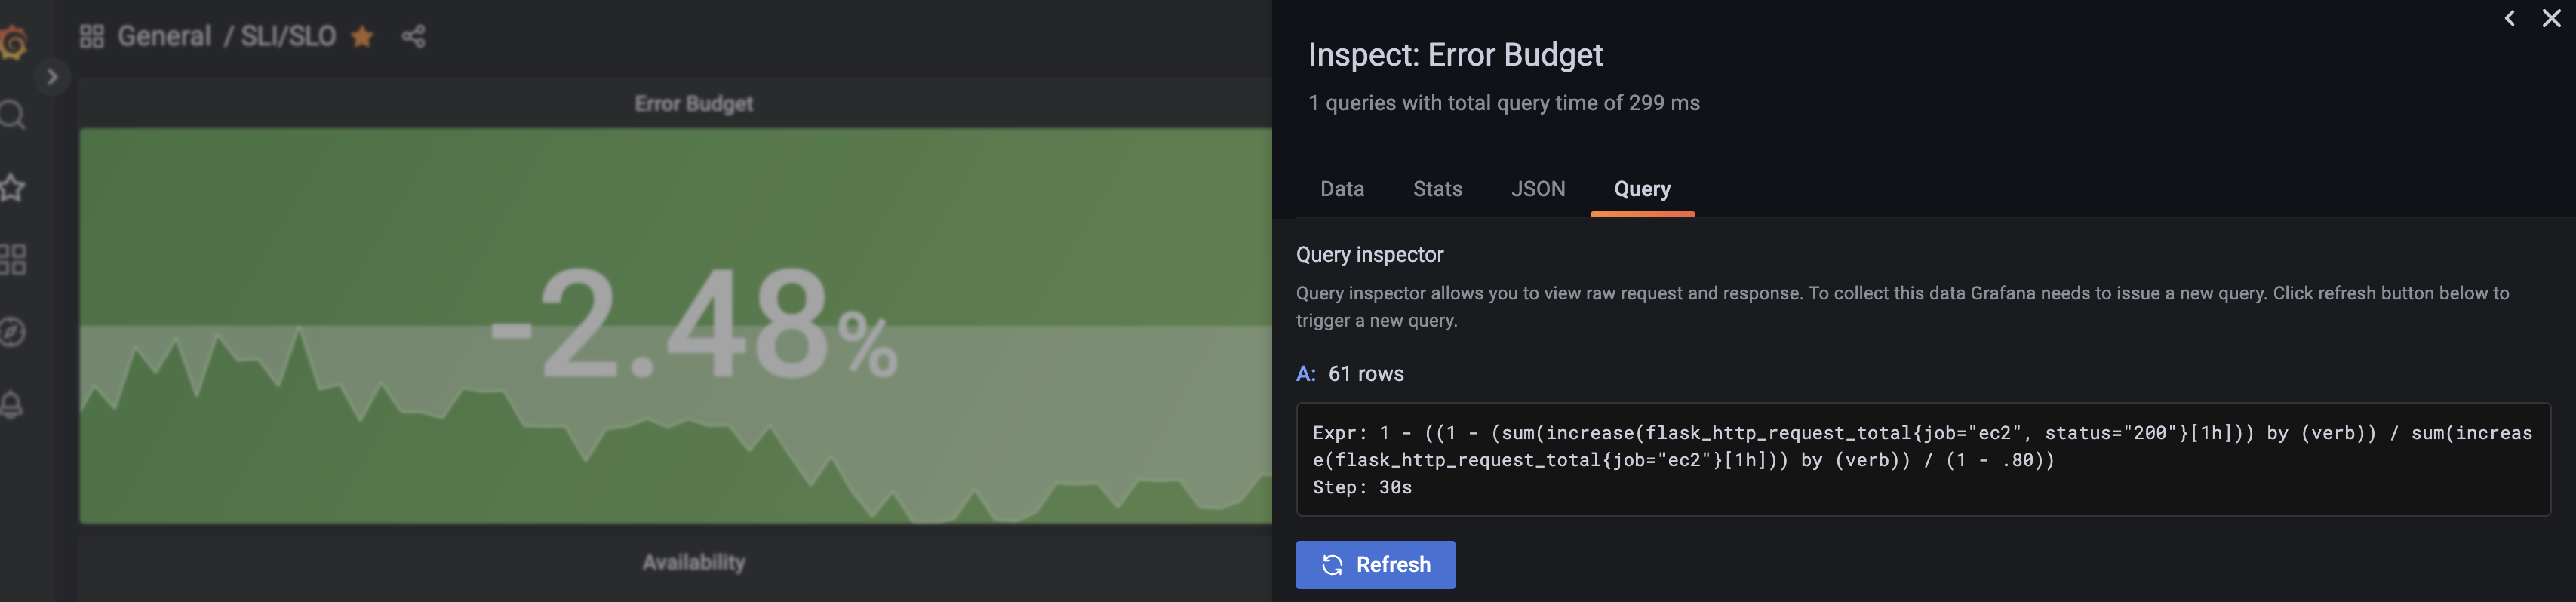 General / SLI/SLO
Error Budget
-2.48%
Availability
Inspect: Error Budget
1 queries with total query time of 299 ms
Data Stats JSON Query
Query inspector
Query inspector allows you to view raw request and response. To collect this data Grafana needs to issue a new query. Click refresh button below to
trigger a new query.
A: 61 rows
Expr: 1 - ((1 - (sum(increase(flask_http_request_total{job="ec2", status="200"}[1h])) by (verb)) / sum(increas
e(flask_http_request_total{job="ec2"}[1h])) by (verb)) / (1 - .80))
Step: 30s
Refresh